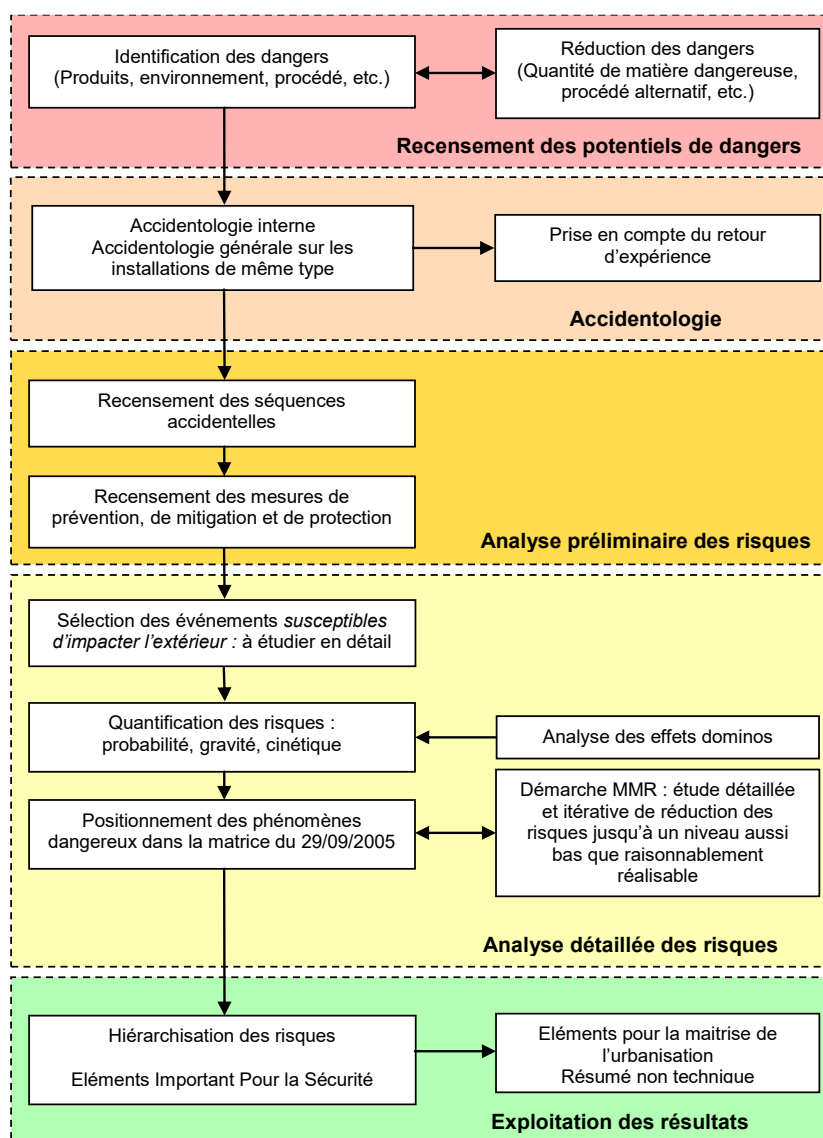 Identification des dangers
(Produits, environnement, procédé, etc.)
Réduction des dangers
(Quantité de matière dangereuse,
procédé alternatif, etc.)
Recensement des potentiels de dangers
Accidentologie interne
Accidentologie générale sur les
installations de même type
Prise en compte du retour
d'expérience
Accidentologie
Recensement des séquences
accidentelles
Recensement des mesures de
prévention, de mitigation et de protection
Analyse préliminaire des risques
Sélection des événements susceptibles
d'impacter l'extérieur : à étudier en détail
Quantification des risques :
probabilité, gravité, cinétique
Analyse des effets dominos
Positionnement des phénomènes
dangereux dans la matrice du 29/09/2005
Démarche MMR : étude détaillée
et itérative de réduction des
risques jusqu'à un niveau aussi
bas que raisonnablement
réalisable
Analyse détaillée des risques
Hiérarchisation des risques
Eléments Important Pour la Sécurité
Eléments pour la maitrise de
l'urbanisation
Résumé non technique
Exploitation des résultats